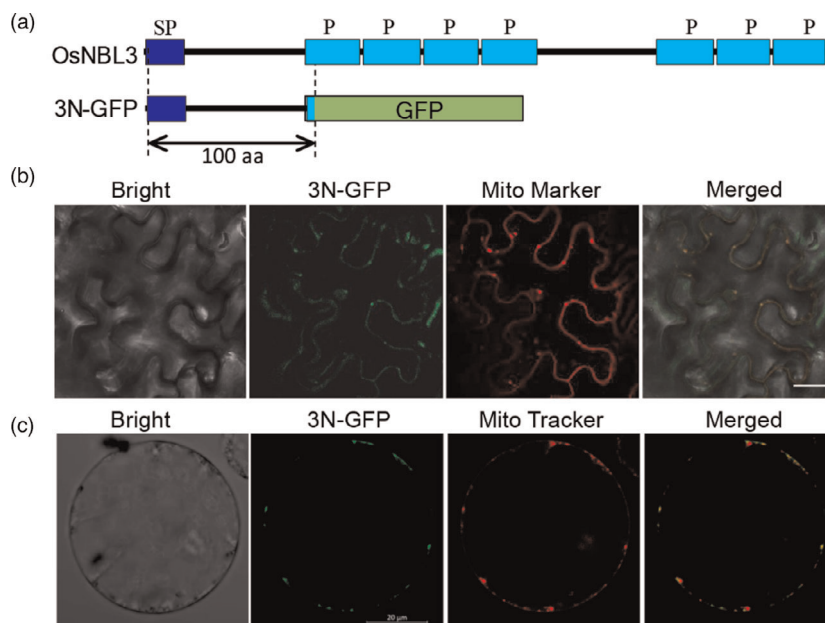 (a)
SP P P P P P P P
OsNBL3
3N-GFP GFP
100 aa
(b)
Bright 3N-GFP Mito Marker Merged
(c)
Bright 3N-GFP Mito Tracker Merged
20 µm